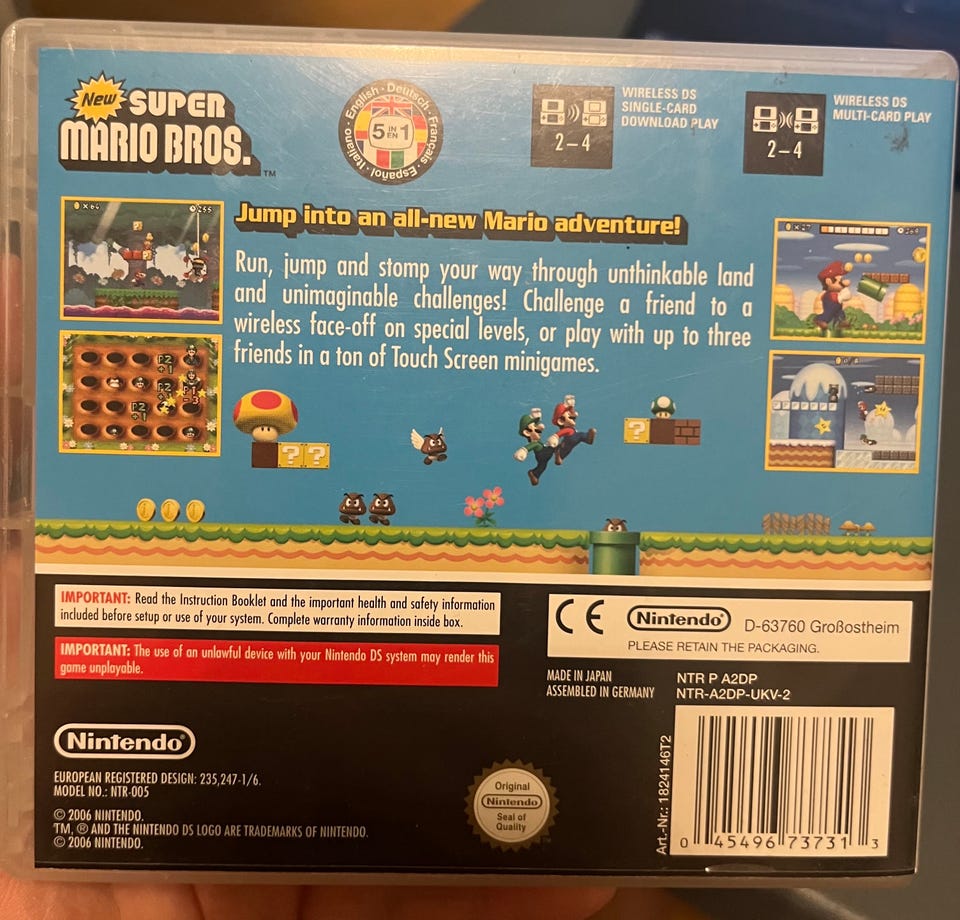 New SUPER
MARIO BROS.™
English · Deutsch · Français · Español · Italiano ·
5 IN EN 1
WIRELESS DS
SINGLE-CARD
DOWNLOAD PLAY
2–4
WIRELESS DS
MULTI-CARD PLAY
2–4
Jump into an all-new Mario adventure!
Run, jump and stomp your way through unthinkable land
and unimaginable challenges! Challenge a friend to a
wireless face-off on special levels, or play with up to three
friends in a ton of Touch Screen minigames.
IMPORTANT: Read the Instruction Booklet and the important health and safety information
included before setup or use of your system. Complete warranty information inside box.
IMPORTANT: The use of an unlawful device with your Nintendo DS system may render this
game unplayable.
CE Nintendo® D-63760 Großostheim
PLEASE RETAIN THE PACKAGING.
MADE IN JAPAN
ASSEMBLED IN GERMANY
NTR P A2DP
NTR-A2DP-UKV-2
Nintendo®
EUROPEAN REGISTERED DESIGN: 235,247-1/6.
MODEL NO.: NTR-005
© 2006 NINTENDO.
TM, ® AND THE NINTENDO DS LOGO ARE TRADEMARKS OF NINTENDO.
© 2006 NINTENDO.
Original
Nintendo
Seal of
Quality
Art.-Nr.: 1824146T2
0 45496 73731 3